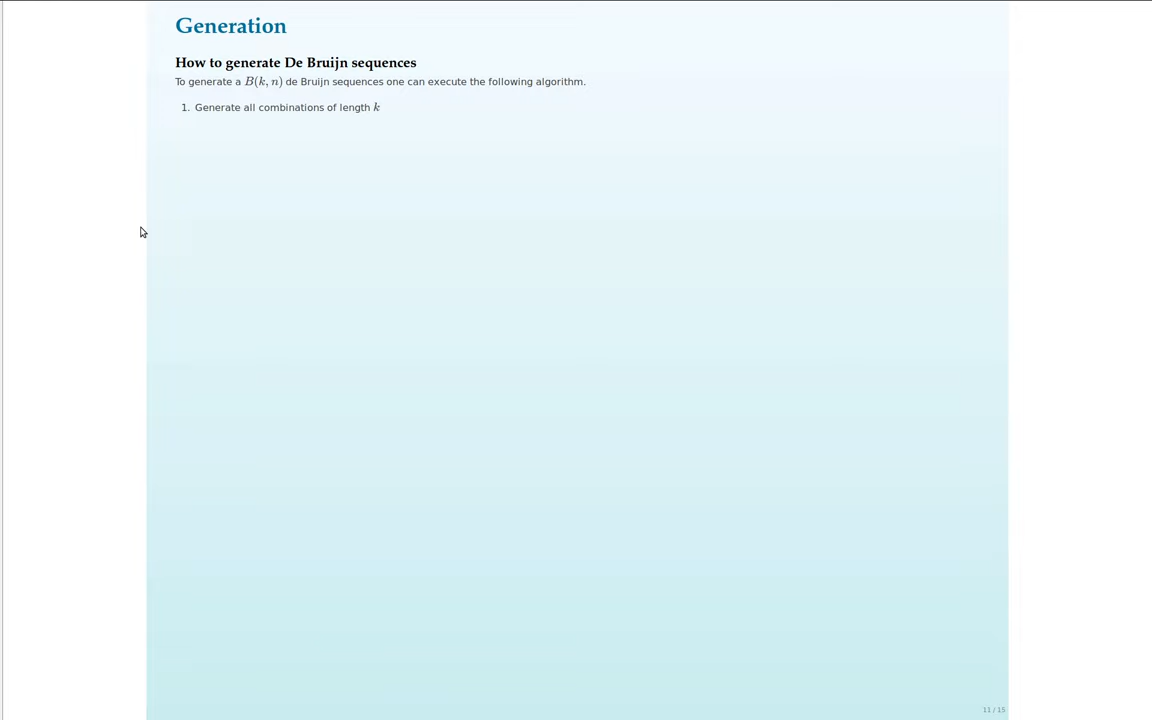 Generation
How to generate De Bruijn sequences
To generate a B(k, n) de Bruijn sequences one can execute the following algorithm.
1. Generate all combinations of length k
11 / 15